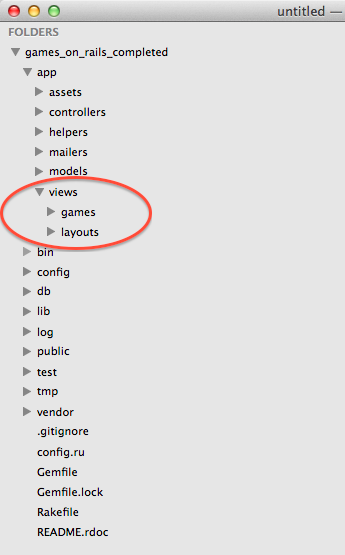 untitled —
FOLDERS
games_on_rails_completed
app
assets
controllers
helpers
mailers
models
views
games
layouts
bin
config
db
lib
log
public
test
tmp
vendor
.gitignore
config.ru
Gemfile
Gemfile.lock
Rakefile
README.rdoc